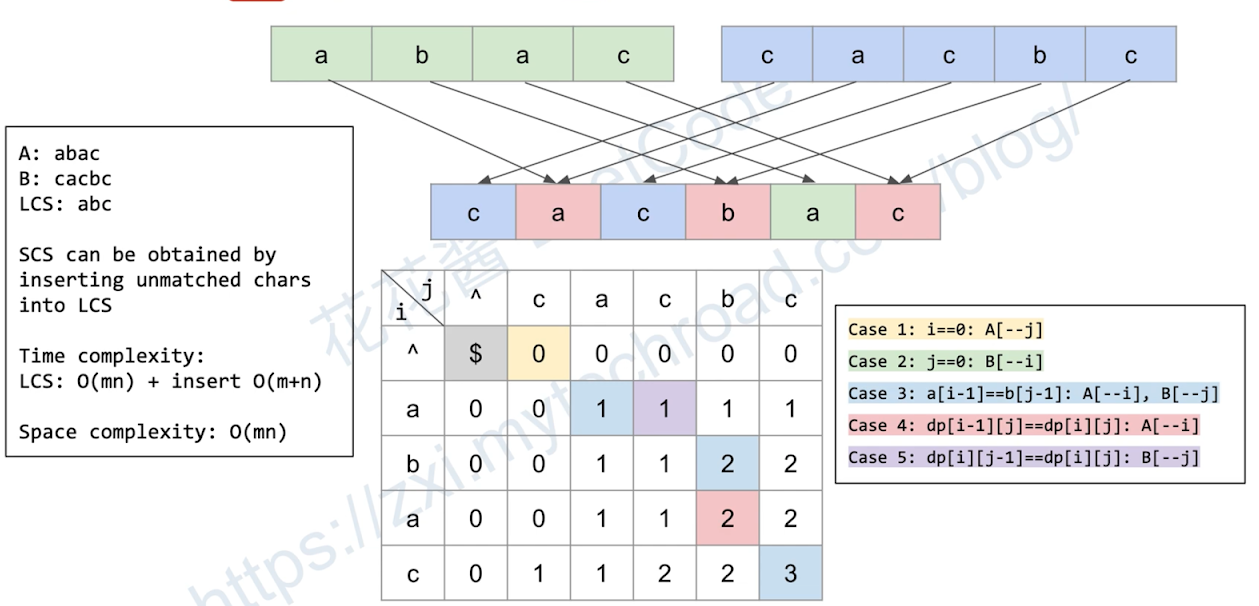 a b a c
c a c b c
A: abac
B: cacbc
LCS: abc
SCS can be obtained by
inserting unmatched chars
into LCS
Time complexity:
LCS: O(mn) + insert O(m+n)
Space complexity: O(mn)
c a c b a c
i j ^ c a c b c
^ $ 0 0 0 0 0
a 0 0 1 1 1 1
b 0 0 1 1 2 2
a 0 0 1 1 2 2
c 0 1 1 2 2 3
Case 1: i==0: A[--j]
Case 2: j==0: B[--i]
Case 3: a[i-1]==b[j-1]: A[--i], B[--j]
Case 4: dp[i-1][j]==dp[i][j]: A[--i]
Case 5: dp[i][j-1]==dp[i][j]: B[--j]
花花酱
https://zxi.mytechroad.com/blog/